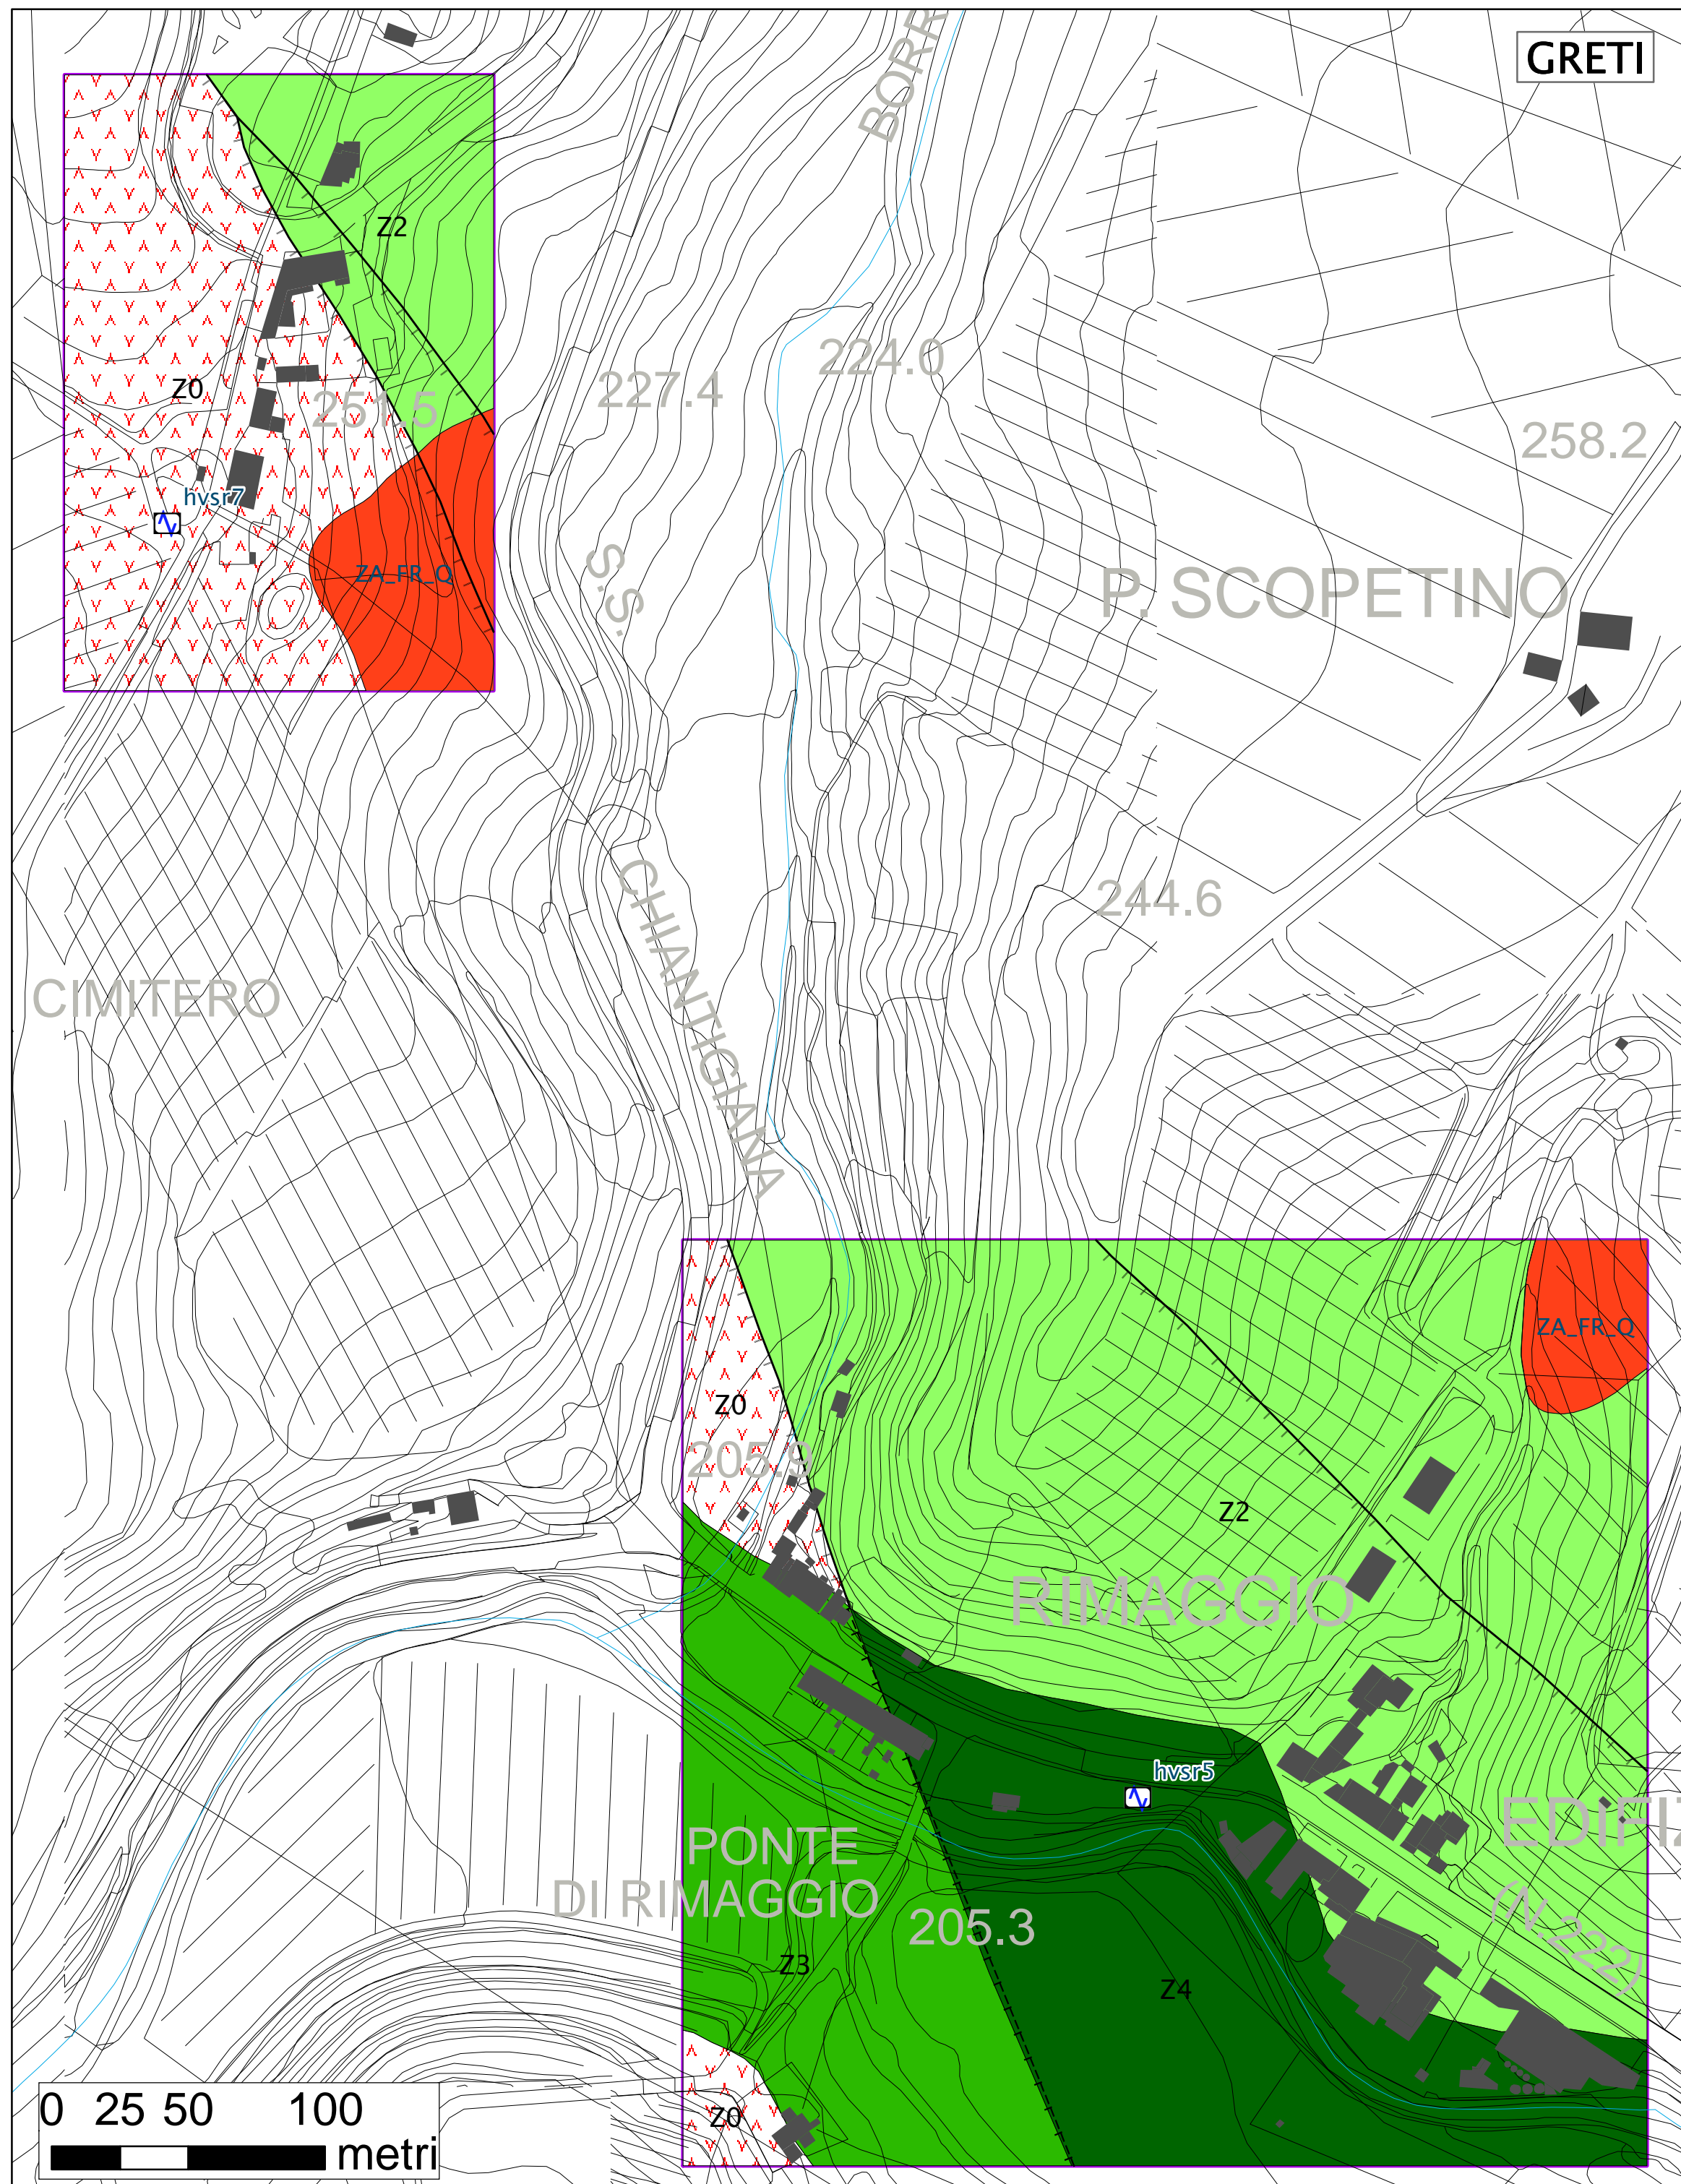 BORR
GRETI
Z2
224.0
227.4
Z0
251.5
258.2
hvsr7
S.S.
ZA_FR_Q
P. SCOPETINO
CHIANTIGIANA
244.6
CIMITERO
ZA_FR_Q
Z0
205.9
Z2
RIMAGGIO
hvsr5
EDIFIZ
PONTE
DI RIMAGGIO
205.3
(N.222)
Z3
Z4
0 25 50 100
metri
Z0